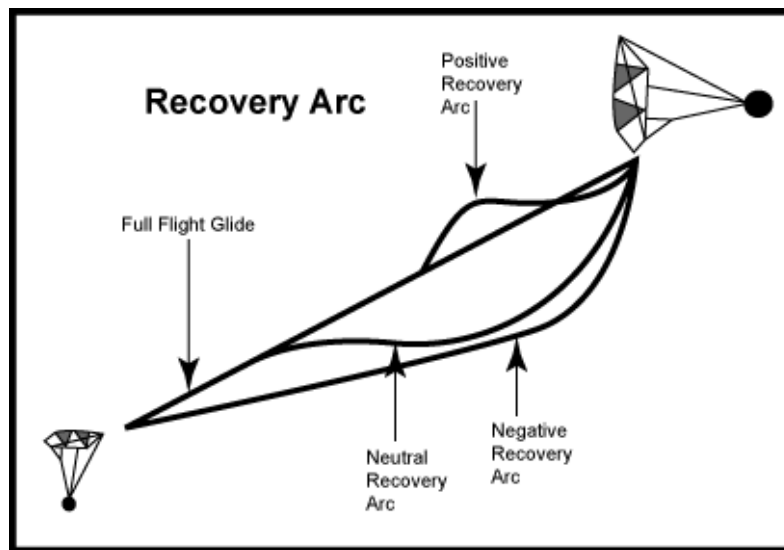 Recovery Arc
Positive
Recovery
Arc
Full Flight Glide
Neutral
Recovery
Arc
Negative
Recovery
Arc